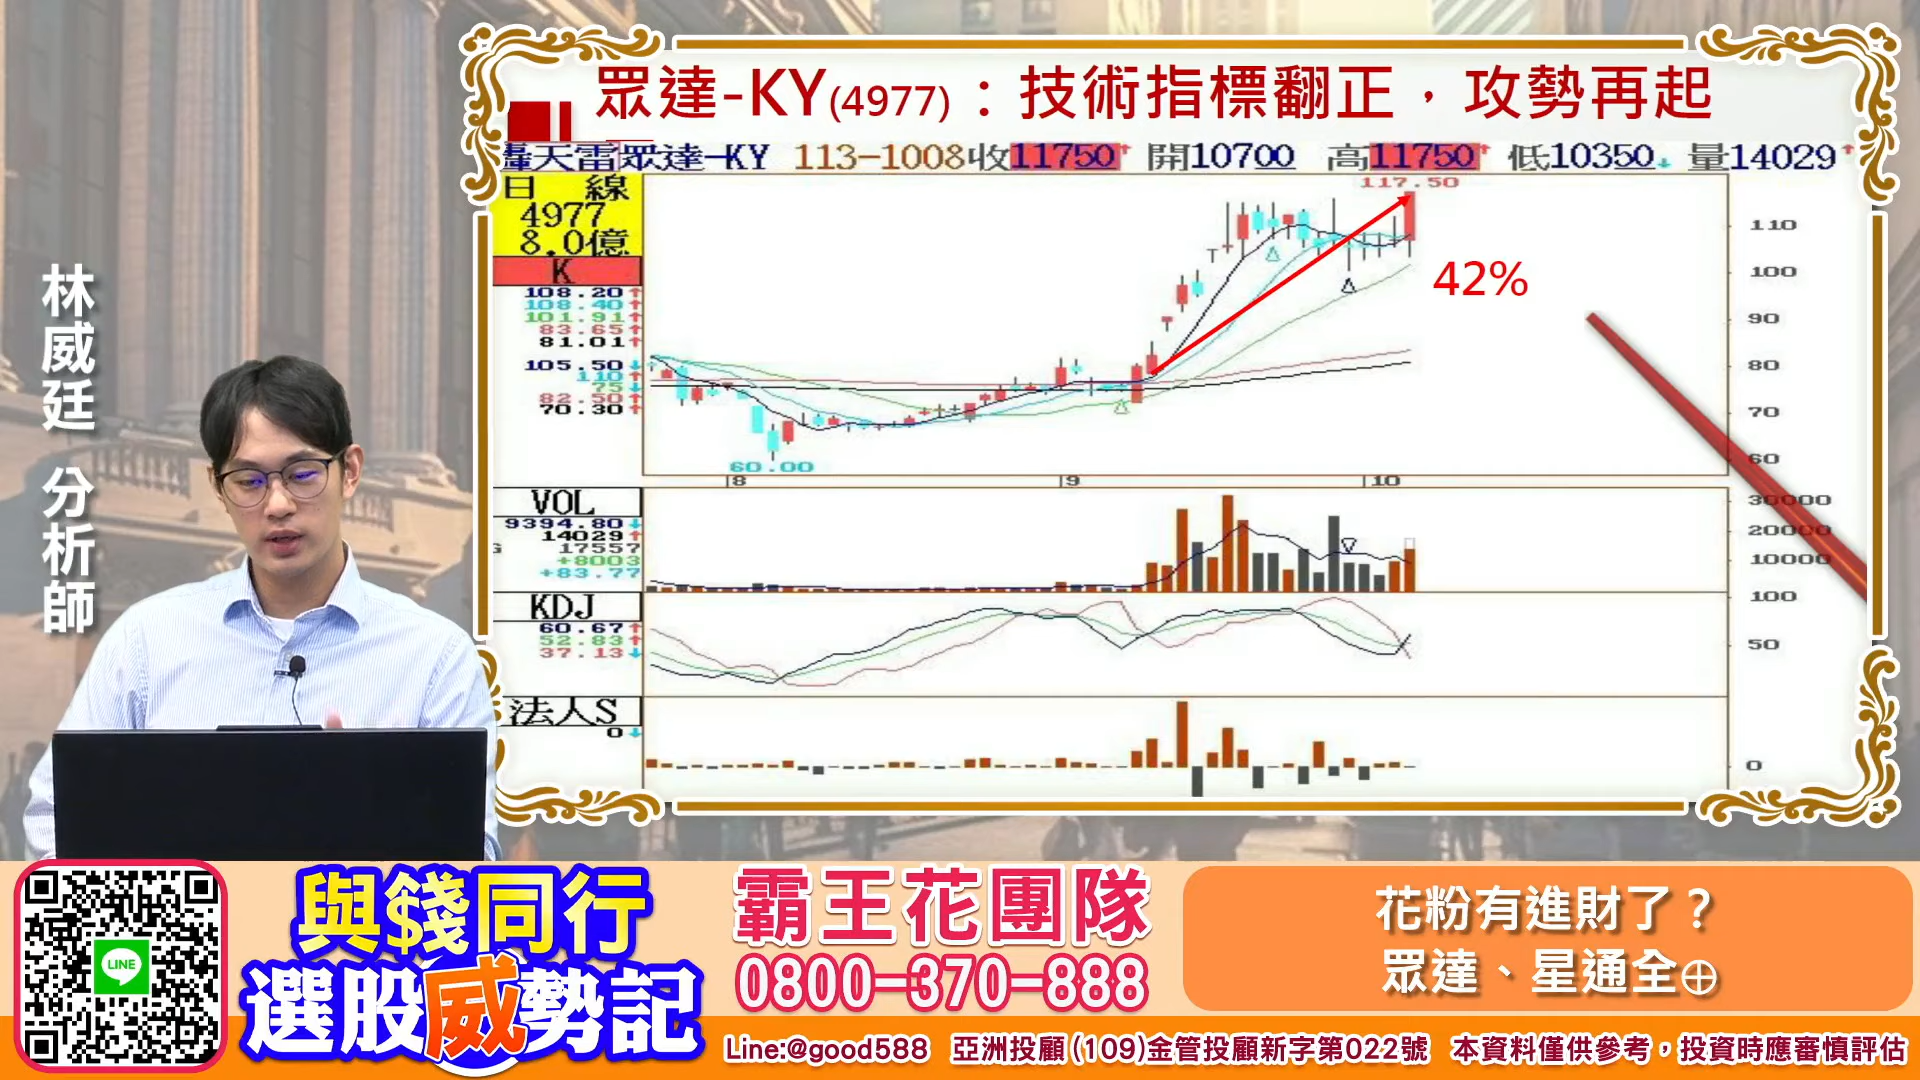 眾達-KY(4977)：技術指標翻正，攻勢再起
天雷眾達-KY 113-1008收11750↑ 開10700 高11750↑ 低10350↓ 量14029↑
日 線
4977
8.0億
K
108.20↑
108.40↑
101.91↑
83.65↑
81.01↑
105.50↓
110↑
75↓
82.50↑
70.30↑
117.50
42%
60.00
110
100
90
80
70
60
8 9 10
VOL
9394.80↓
14029↑
17557
+8003
+83.77
30000
20000
10000
KDJ
60.67↑
52.83↑
37.13↓
100
50
法人S
0↓
0
林威廷 分析師
LINE
與$錢同行
選股威勢記
霸王花團隊
0800-370-888
花粉有進財了？
眾達、星通全⊕
Line:@good588 亞洲投顧(109)金管投顧新字第022號 本資料僅供參考，投資時應審慎評估